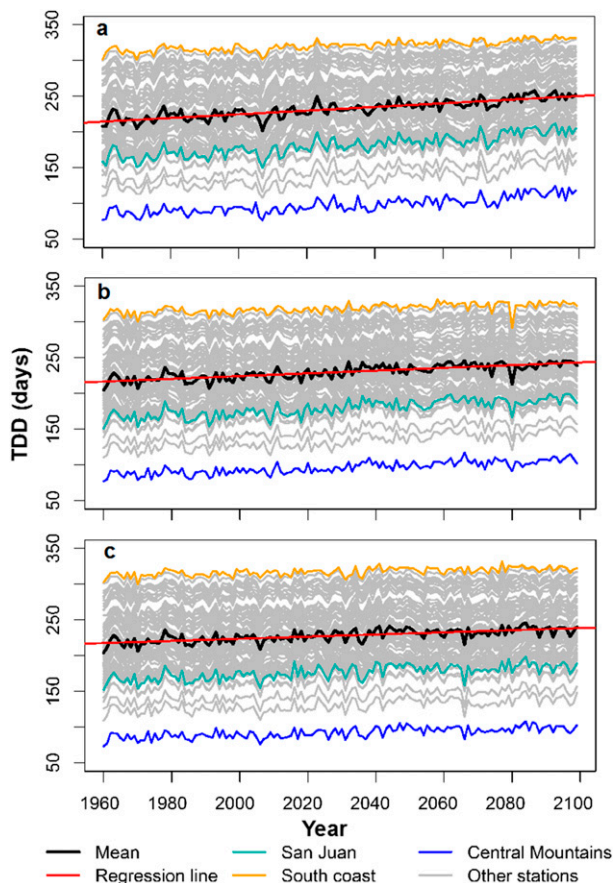 a
350
250
150
50
b
350
250
150
50
TDD (days)
c
350
250
150
50
1960 1980 2000 2020 2040 2060 2080 2100
Year
Mean San Juan Central Mountains
Regression line South coast Other stations